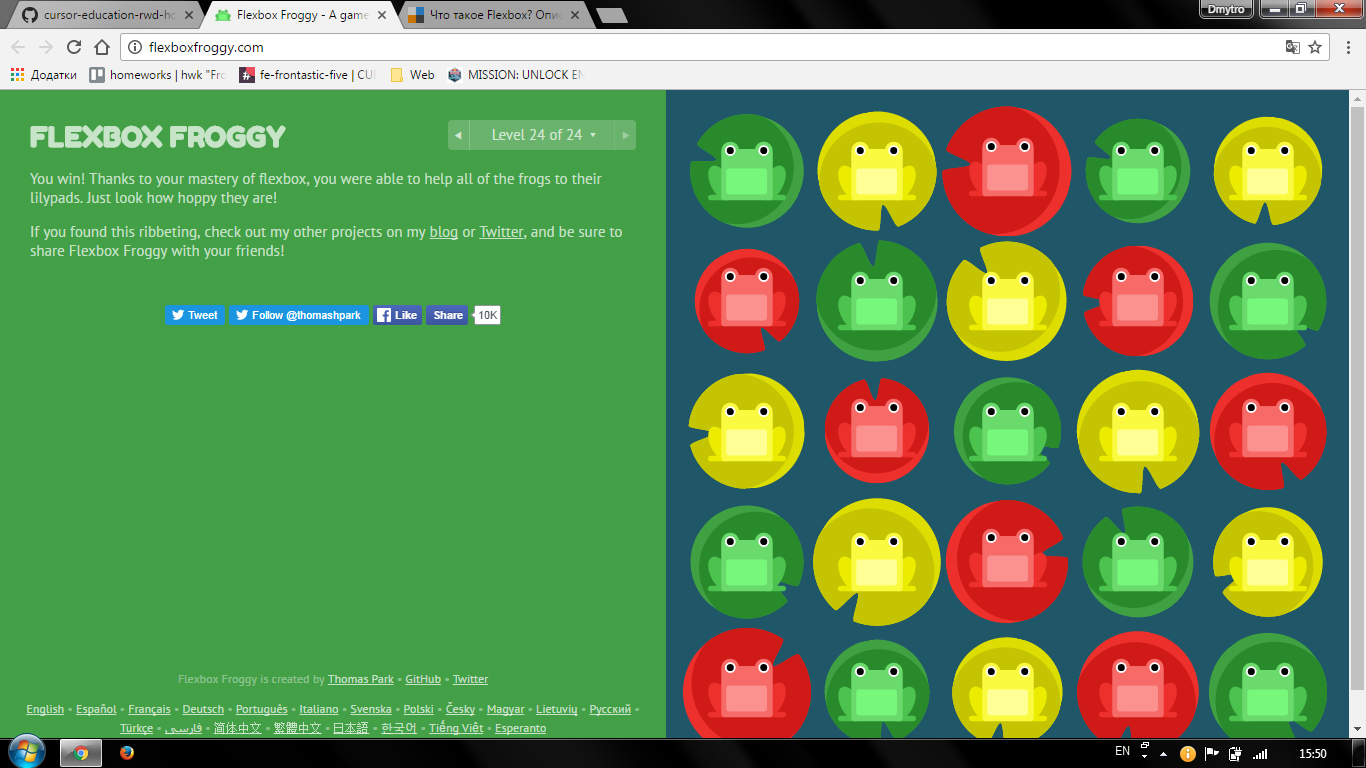 cursor-education-rwd-ho
Flexbox Froggy - A game
Что такое Flexbox? Опис
Dmytro
flexboxfroggy.com
Додатки
homeworks | hwk "Fro
fe-frontastic-five | CU
Web
MISSION: UNLOCK EN
FLEXBOX FROGGY
Level 24 of 24
You win! Thanks to your mastery of flexbox, you were able to help all of the frogs to their
lilypads. Just look how hoppy they are!
If you found this ribbeting, check out my other projects on my blog or Twitter, and be sure to
share Flexbox Froggy with your friends!
Tweet
Follow @thomashpark
Like
Share
10K
Flexbox Froggy is created by Thomas Park • GitHub • Twitter
English • Español • Français • Deutsch • Português • Italiano • Svenska • Polski • Česky • Magyar • Lietuvių • Русский •
Türkçe • فارسی • 简体中文 • 繁體中文 • 日本語 • 한국어 • Tiếng Việt • Esperanto
EN
15:50